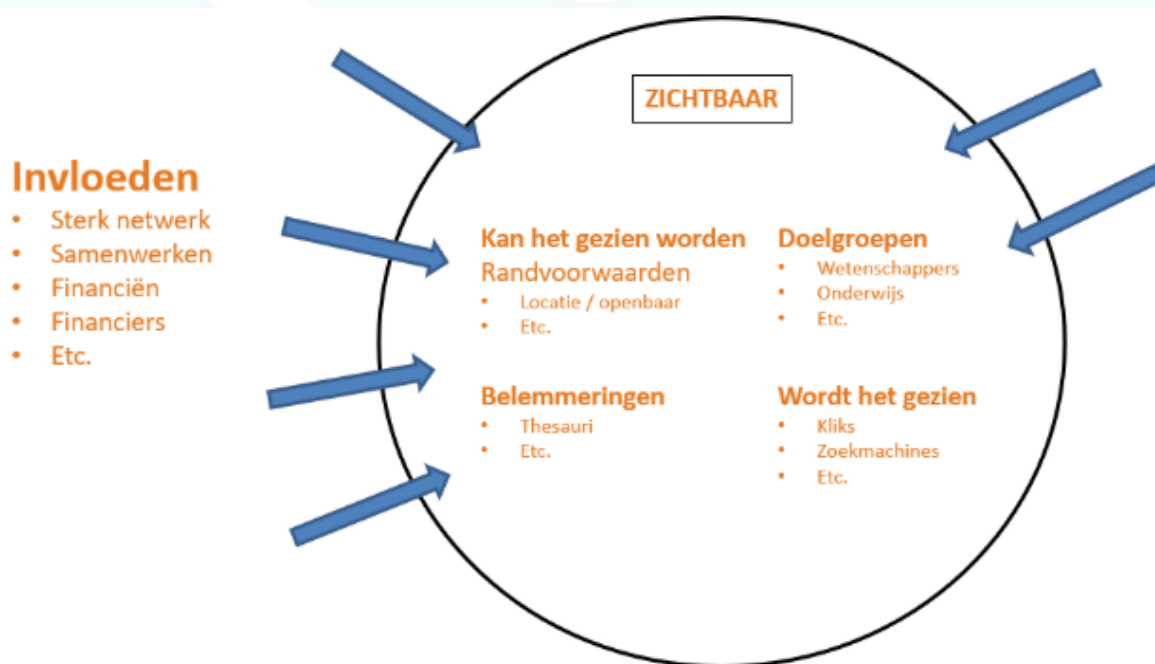 ZICHTBAAR
Invloeden
• Sterk netwerk
• Samenwerken
• Financiën
• Financiers
• Etc.
Kan het gezien worden
Randvoorwaarden
• Locatie / openbaar
• Etc.
Doelgroepen
• Wetenschappers
• Onderwijs
• Etc.
Belemmeringen
• Thesauri
• Etc.
Wordt het gezien
• Kliks
• Zoekmachines
• Etc.